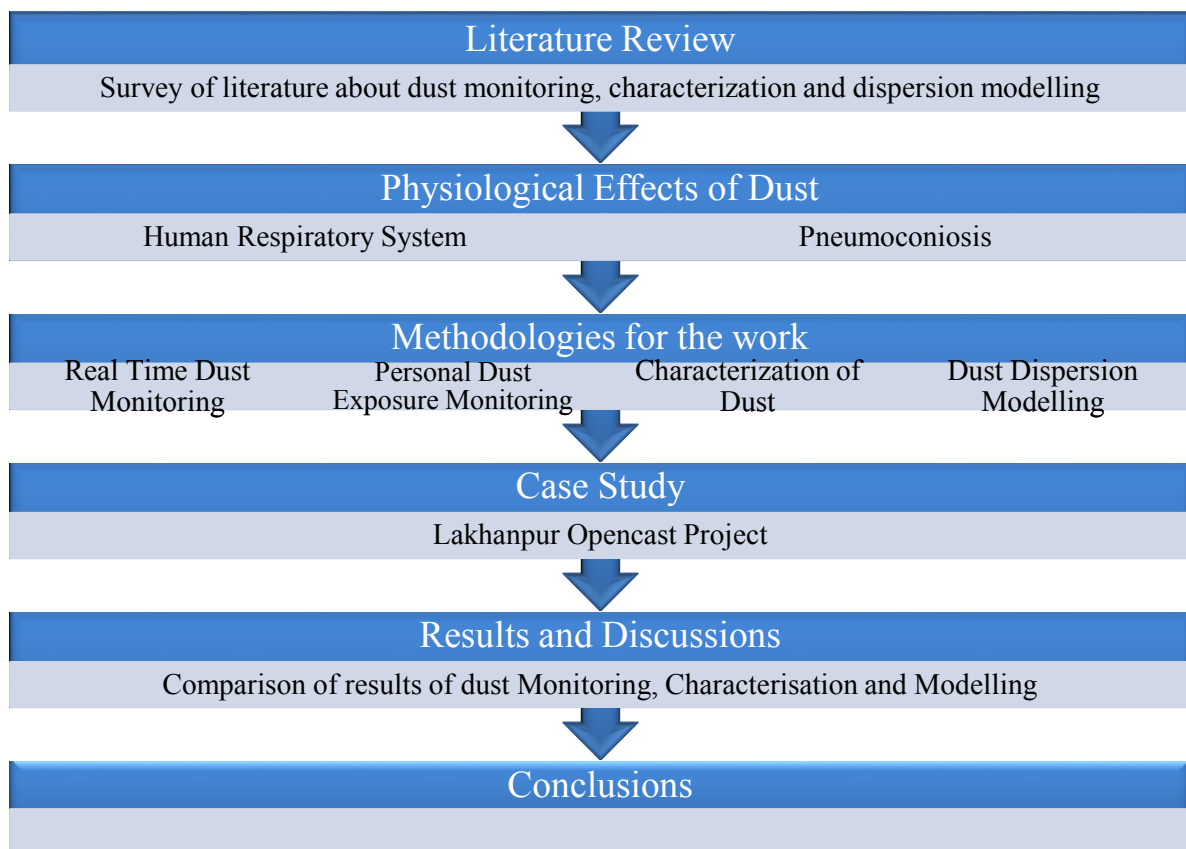 Literature Review
Survey of literature about dust monitoring, characterization and dispersion modelling
Physiological Effects of Dust
Human Respiratory System
Pneumoconiosis
Methodologies for the work
Real Time Dust
Monitoring
Personal Dust
Exposure Monitoring
Characterization of
Dust
Dust Dispersion
Modelling
Case Study
Lakhanpur Opencast Project
Results and Discussions
Comparison of results of dust Monitoring, Characterisation and Modelling
Conclusions